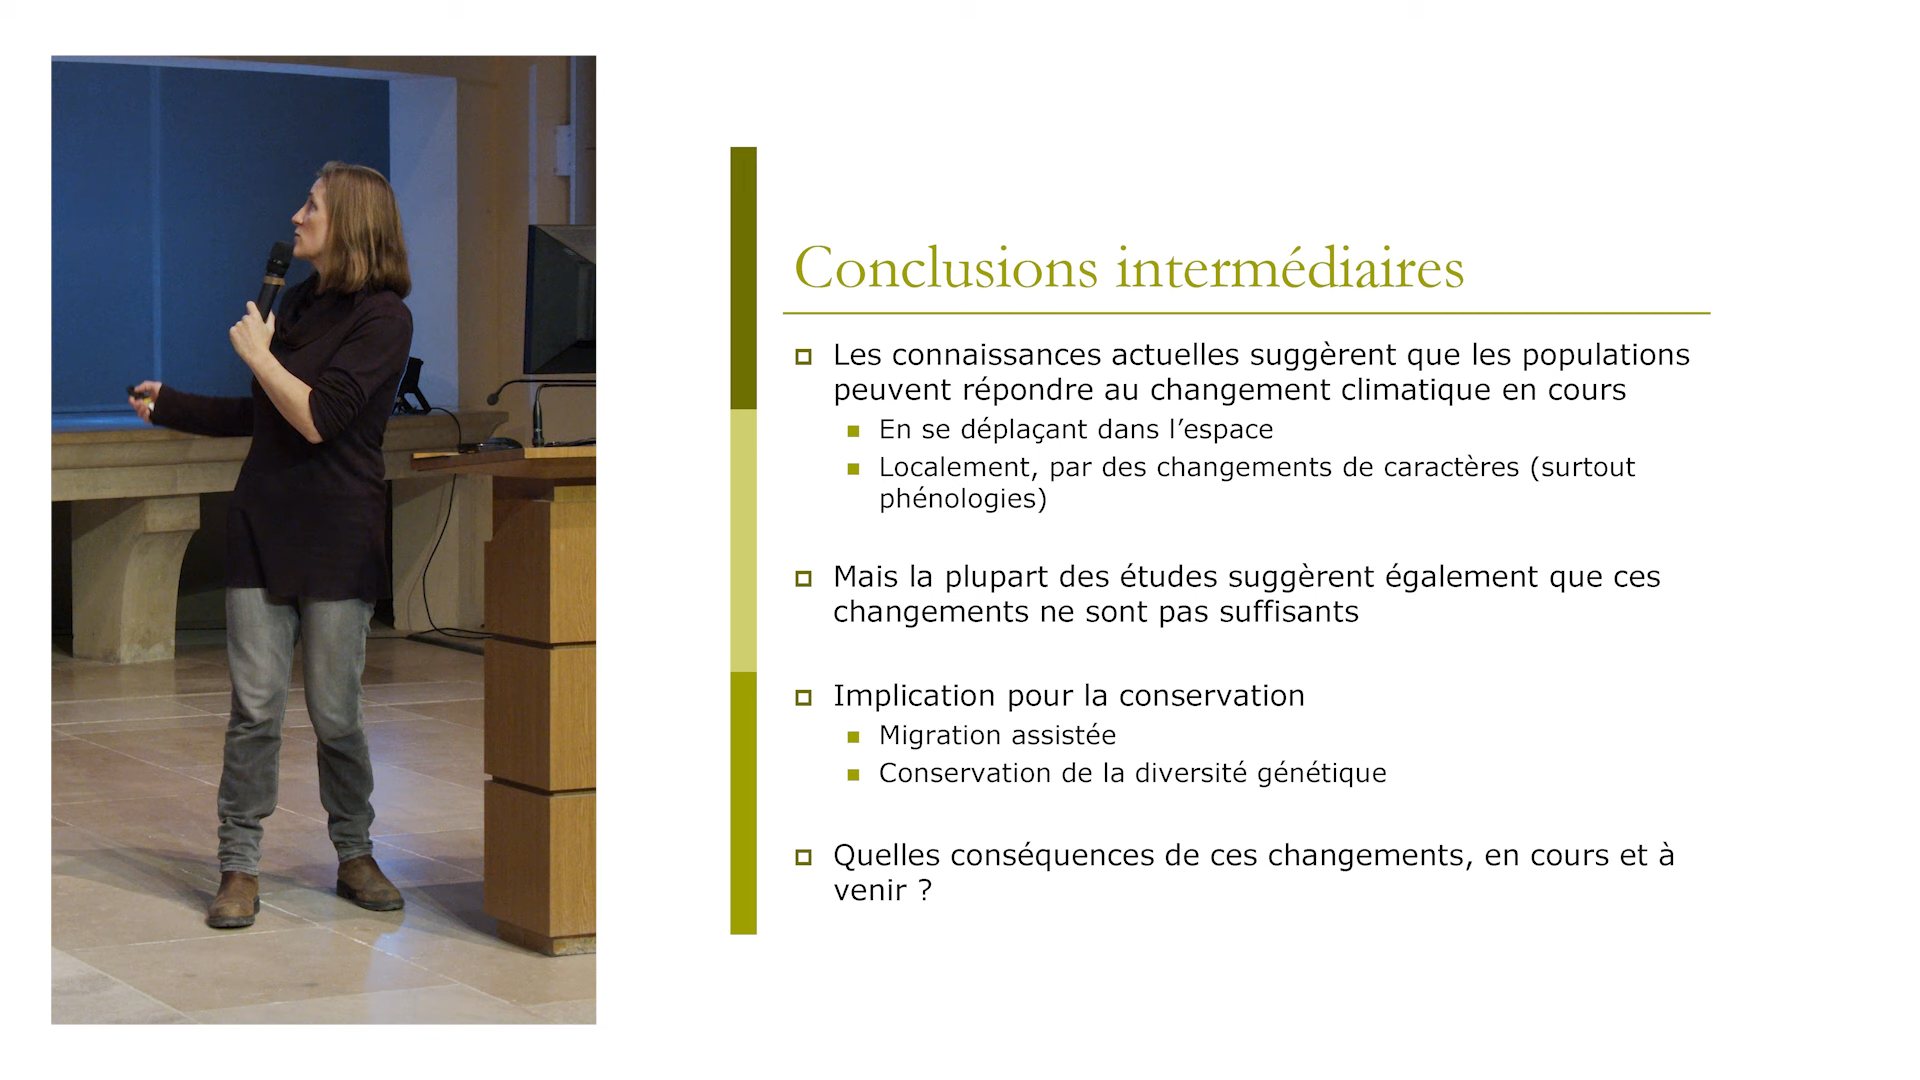 Conclusions intermédiaires
Les connaissances actuelles suggèrent que les populations
peuvent répondre au changement climatique en cours
En se déplaçant dans l’espace
Localement, par des changements de caractères (surtout
phénologies)
Mais la plupart des études suggèrent également que ces
changements ne sont pas suffisants
Implication pour la conservation
Migration assistée
Conservation de la diversité génétique
Quelles conséquences de ces changements, en cours et à
venir ?